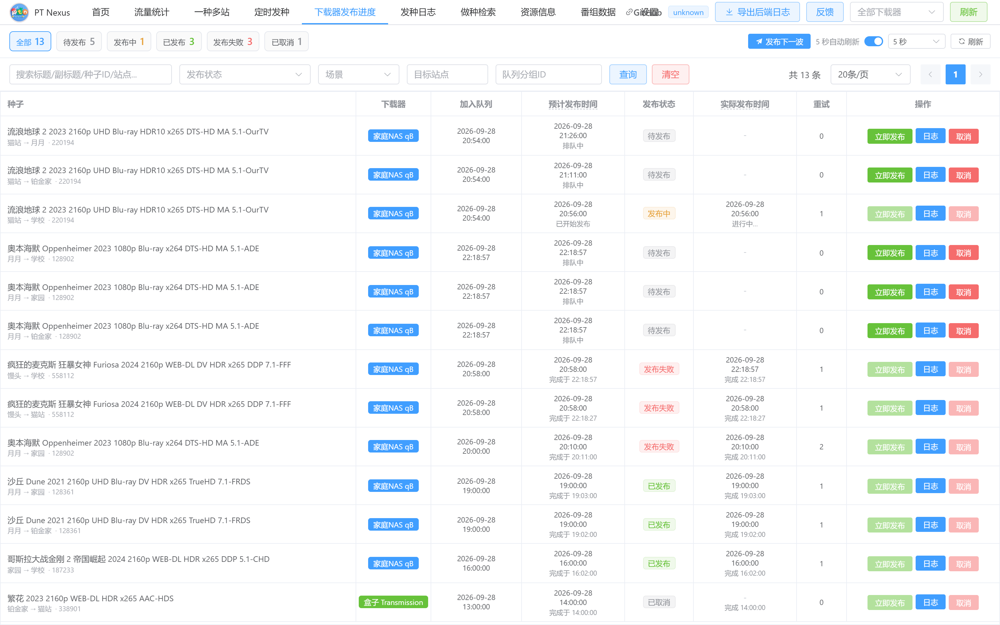 PT Nexus 首页 流量统计 一种多站 定时发种 下载器发布进度 发种日志 做种检索 资源信息 番组数据 设置 GitHub unknown 导出后端日志 反馈 全部下载器 刷新
全部 13 待发布 5 发布中 1 已发布 3 发布失败 3 已取消 1 发布下一波 5 秒自动刷新 5 秒 刷新
搜索标题/副标题/种子ID/站点... 发布状态 场景 目标站点 队列分组ID 查询 清空 共 13 条 20条/页 1
种子 下载器 加入队列 预计发布时间 发布状态 实际发布时间 重试 操作
流浪地球 2 2023 2160p UHD Blu-ray HDR10 x265 DTS-HD MA 5.1-OurTV
猫站 → 月月 · 220194
家庭NAS qB
2026-09-28
20:54:00
2026-09-28
21:26:00
排队中
待发布
-
0
立即发布 日志 取消
流浪地球 2 2023 2160p UHD Blu-ray HDR10 x265 DTS-HD MA 5.1-OurTV
猫站 → 铂金家 · 220194
家庭NAS qB
2026-09-28
20:54:00
2026-09-28
21:11:00
排队中
待发布
-
0
立即发布 日志 取消
流浪地球 2 2023 2160p UHD Blu-ray HDR10 x265 DTS-HD MA 5.1-OurTV
猫站 → 学校 · 220194
家庭NAS qB
2026-09-28
20:54:00
2026-09-28
20:56:00
已开始发布
发布中
2026-09-28
20:56:00
进行中...
1
立即发布 日志 取消
奥本海默 Oppenheimer 2023 1080p Blu-ray x264 DTS-HD MA 5.1-ADE
月月 → 学校 · 128902
家庭NAS qB
2026-09-28
22:18:57
2026-09-28
22:18:57
排队中
待发布
-
0
立即发布 日志 取消
奥本海默 Oppenheimer 2023 1080p Blu-ray x264 DTS-HD MA 5.1-ADE
月月 → 家园 · 128902
家庭NAS qB
2026-09-28
22:18:57
2026-09-28
22:18:57
排队中
待发布
-
0
立即发布 日志 取消
奥本海默 Oppenheimer 2023 1080p Blu-ray x264 DTS-HD MA 5.1-ADE
月月 → 铂金家 · 128902
家庭NAS qB
2026-09-28
22:18:57
2026-09-28
22:18:57
排队中
待发布
-
0
立即发布 日志 取消
疯狂的麦克斯 狂暴女神 Furiosa 2024 2160p WEB-DL DV HDR x265 DDP 7.1-FFF
馒头 → 学校 · 558112
家庭NAS qB
2026-09-28
20:58:00
2026-09-28
20:58:00
完成于 22:18:57
发布失败
2026-09-28
22:18:57
完成 22:18:57
1
立即发布 日志 取消
疯狂的麦克斯 狂暴女神 Furiosa 2024 2160p WEB-DL DV HDR x265 DDP 7.1-FFF
馒头 → 猫站 · 558112
家庭NAS qB
2026-09-28
20:58:00
2026-09-28
20:58:00
完成于 22:18:27
发布失败
2026-09-28
20:58:00
完成 22:18:27
1
立即发布 日志 取消
奥本海默 Oppenheimer 2023 1080p Blu-ray x264 DTS-HD MA 5.1-ADE
月月 → 家园 · 128902
家庭NAS qB
2026-09-28
20:00:00
2026-09-28
20:10:00
完成于 20:11:00
发布失败
2026-09-28
20:10:00
完成 20:11:00
2
立即发布 日志 取消
沙丘 Dune 2021 2160p UHD Blu-ray DV HDR x265 TrueHD 7.1-FRDS
月月 → 家园 · 128361
家庭NAS qB
2026-09-28
19:00:00
2026-09-28
19:00:00
完成于 19:03:00
已发布
2026-09-28
19:00:00
完成 19:03:00
1
立即发布 日志 取消
沙丘 Dune 2021 2160p UHD Blu-ray DV HDR x265 TrueHD 7.1-FRDS
月月 → 铂金家 · 128361
家庭NAS qB
2026-09-28
19:00:00
2026-09-28
19:00:00
完成于 19:02:00
已发布
2026-09-28
19:00:00
完成 19:02:00
1
立即发布 日志 取消
哥斯拉大战金刚 2 帝国崛起 2024 2160p WEB-DL HDR x265 DDP 5.1-CHD
家园 → 学校 · 187233
家庭NAS qB
2026-09-28
16:00:00
2026-09-28
16:00:00
完成于 16:02:00
已发布
2026-09-28
16:00:00
完成 16:02:00
1
立即发布 日志 取消
繁花 2023 2160p WEB-DL HDR x265 AAC-HDS
铂金家 → 猫站 · 338901
盒子 Transmission
2026-09-28
13:00:00
2026-09-28
14:00:00
完成于 14:00:00
已取消
-
完成 14:00:00
0
立即发布 日志 取消